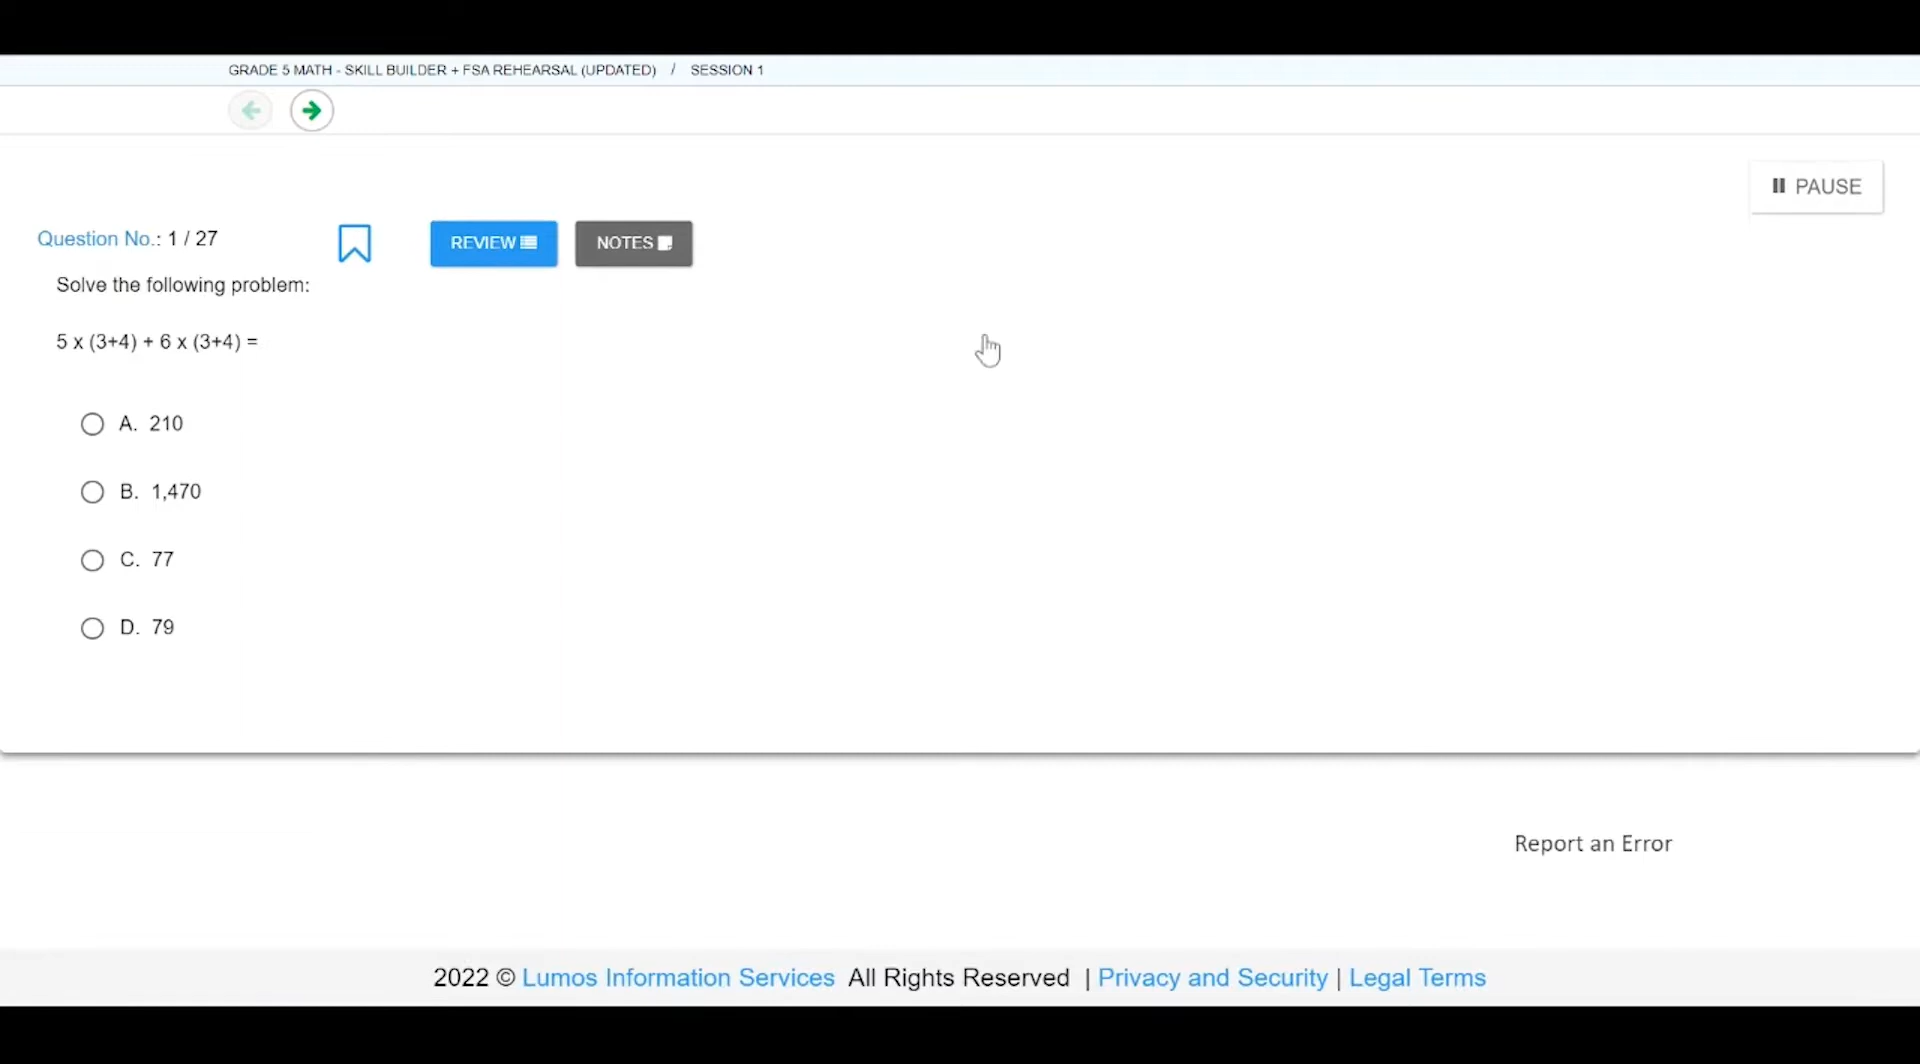 GRADE 5 MATH - SKILL BUILDER + FSA REHEARSAL (UPDATED) / SESSION 1
PAUSE
Question No.: 1 / 27
REVIEW
NOTES
Solve the following problem:
5 x (3+4) + 6 x (3+4) =
A. 210
B. 1,470
C. 77
D. 79
Report an Error
2022 © Lumos Information Services All Rights Reserved | Privacy and Security | Legal Terms